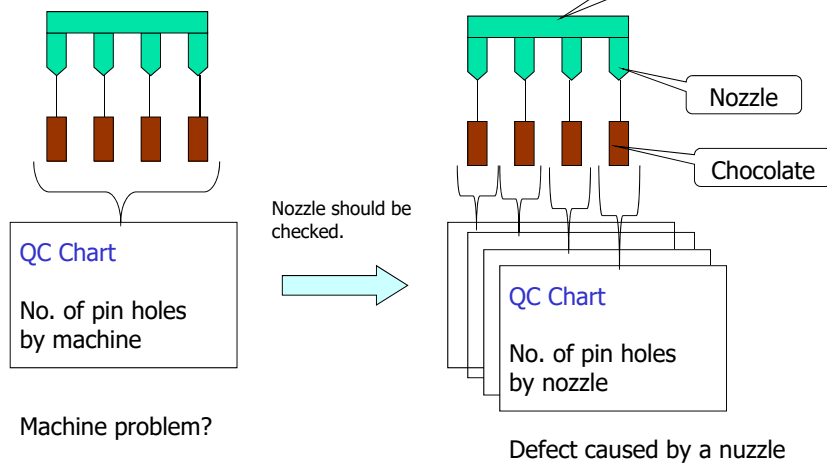 Nozzle
Chocolate
Nozzle should be
checked.
QC Chart
No. of pin holes
by machine
QC Chart
No. of pin holes
by nozzle
Machine problem?
Defect caused by a nuzzle